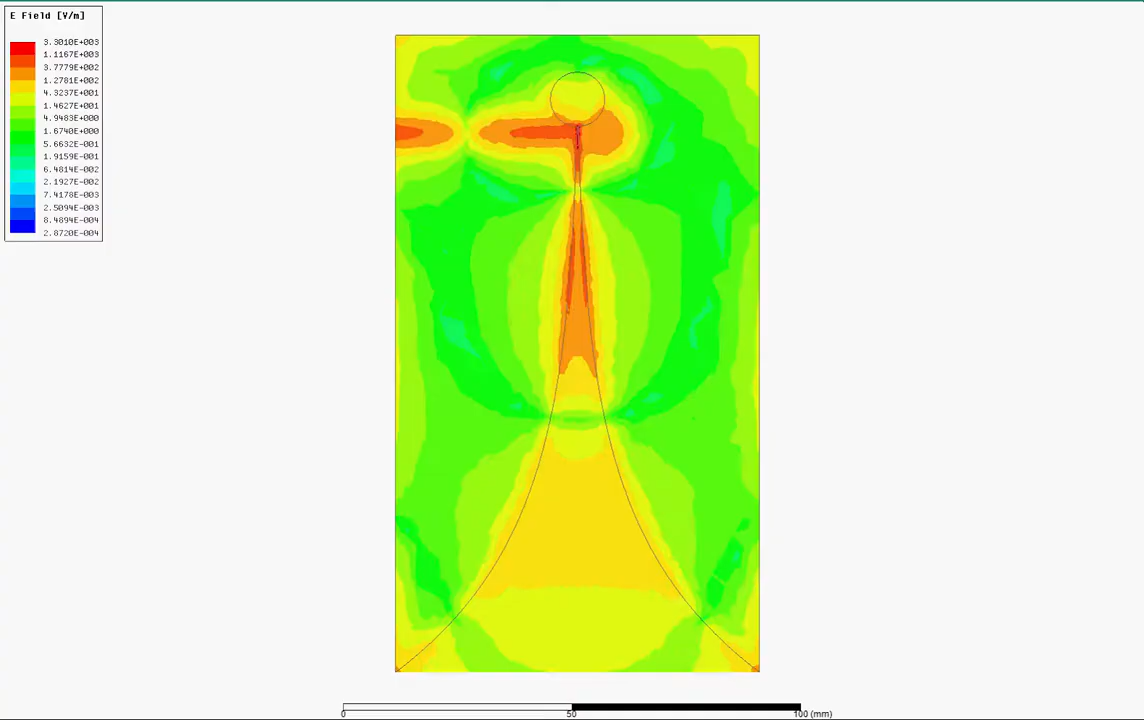 E Field [V/m]
3.3010E+003
1.1167E+003
3.7779E+002
1.2781E+002
4.3237E+001
1.4627E+001
4.9483E+000
1.6740E+000
5.6632E-001
1.9159E-001
6.4814E-002
2.1927E-002
7.4178E-003
2.5094E-003
8.4894E-004
2.8720E-004
0 50 100 (mm)